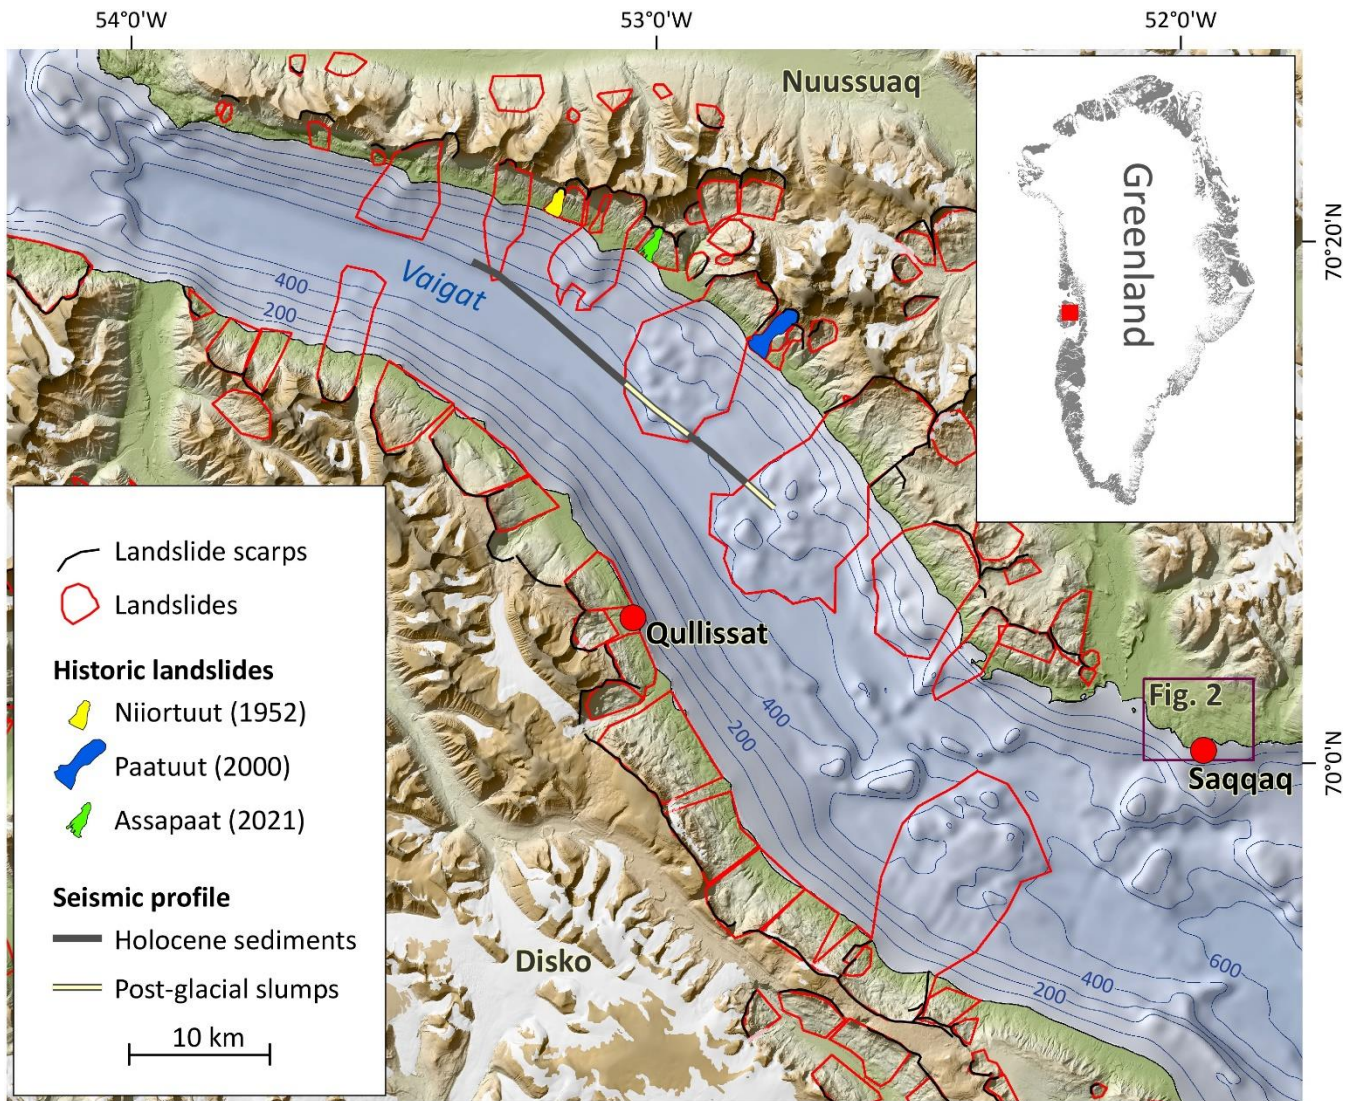 54°0'W
53°0'W
52°0'W
Nuussuaq
Greenland
70°20'N
Vaigat
400
200
Landslide scarps
Landslides
Historic landslides
Niiortuut (1952)
Paatuut (2000)
Assapaat (2021)
Seismic profile
Holocene sediments
Post-glacial slumps
10 km
Qullissat
400
200
Fig. 2
Saqqaq
70°0'N
Disko
600
400
200